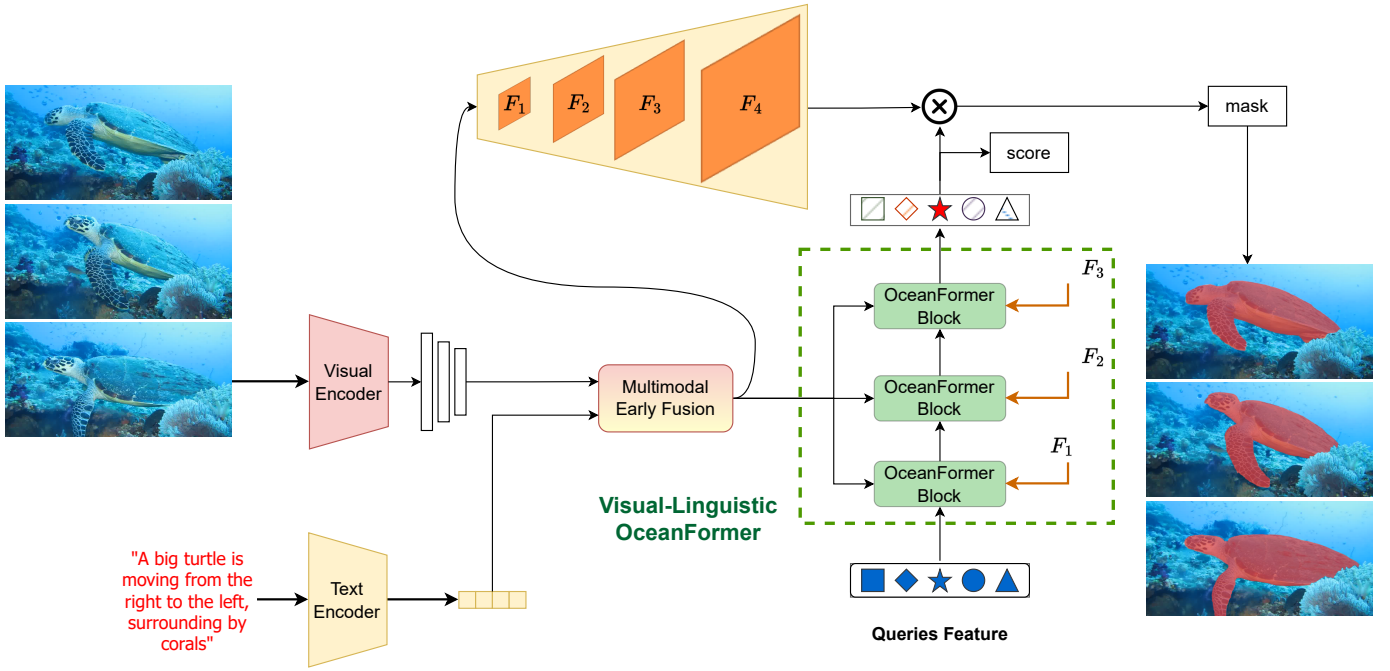 F1
F2
F3
F4
mask
score
F3
OceanFormer
Block
Visual
Encoder
Multimodal
Early Fusion
F2
OceanFormer
Block
F1
OceanFormer
Block
Visual-Linguistic
OceanFormer
"A big turtle is
moving from the
right to the left,
surrounding by
corals"
Text
Encoder
Queries Feature